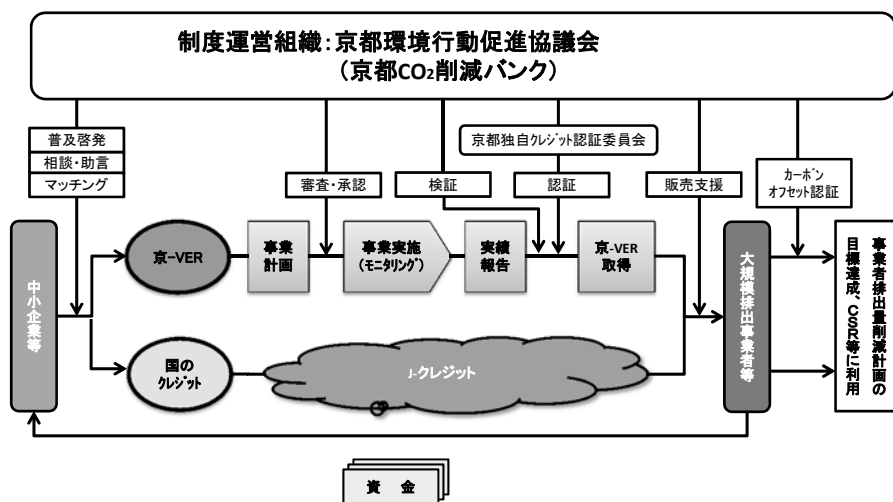 制度運営組織：京都環境行動促進協議会
（京都CO₂削減バンク）
普及啓発
相談・助言
マッチング
審査・承認
検証
京都独自クレジット認証委員会
認証
販売支援
カーボン
オフセット認証
中小企業等
京-VER
事業
計画
事業実施
（モニタリング）
実績
報告
京-VER
取得
大規模排出事業者等
事業者排出量削減計画の
目標達成、CSR等に利用
国の
クレジット
J-クレジット
資　金